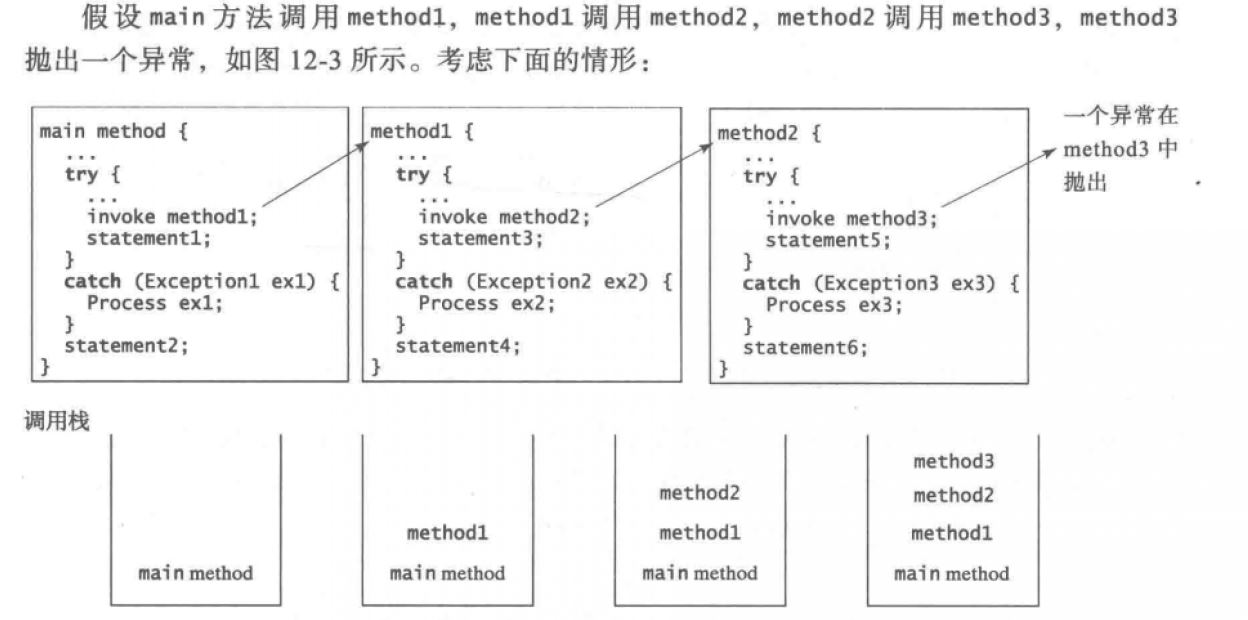 假设 main 方法调用 method1，method1 调用 method2，method2 调用 method3，method3
抛出一个异常，如图 12-3 所示。考虑下面的情形：
main method {
...
try {
...
invoke method1;
statement1;
}
catch (Exception1 ex1) {
Process ex1;
}
statement2;
}
method1 {
...
try {
...
invoke method2;
statement3;
}
catch (Exception2 ex2) {
Process ex2;
}
statement4;
}
method2 {
...
try {
...
invoke method3;
statement5;
}
catch (Exception3 ex3) {
Process ex3;
}
statement6;
}
一个异常在
method3 中
抛出
调用栈
main method
method1
main method
method2
method1
main method
method3
method2
method1
main method